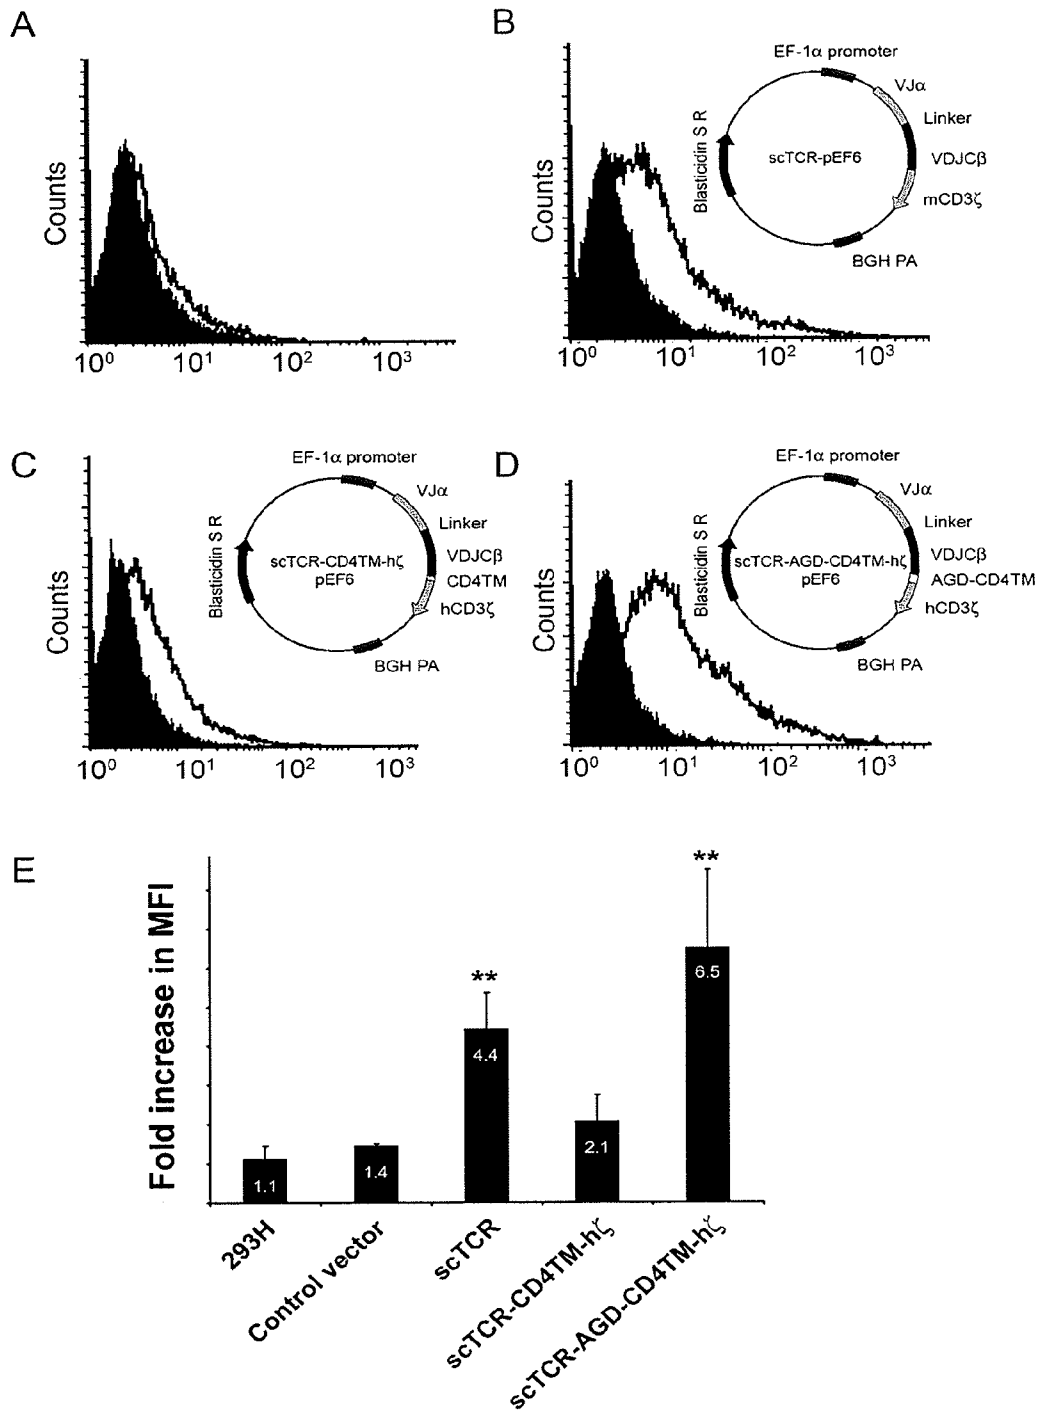 A
Counts
10⁰ 10¹ 10² 10³
B
Counts
10⁰ 10¹ 10² 10³
EF-1α promoter
VJα
Linker
VDJCβ
mCD3ζ
BGH PA
Blasticidin S R
scTCR-pEF6
C
Counts
10⁰ 10¹ 10² 10³
EF-1α promoter
VJα
Linker
VDJCβ
CD4TM
hCD3ζ
BGH PA
Blasticidin S R
scTCR-CD4TM-hζ
pEF6
D
Counts
10⁰ 10¹ 10² 10³
EF-1α promoter
VJα
Linker
VDJCβ
AGD-CD4TM
hCD3ζ
BGH PA
Blasticidin S R
scTCR-AGD-CD4TM-hζ
pEF6
E
Fold increase in MFI
1.1
1.4
**
4.4
2.1
**
6.5
293H
Control vector
scTCR
scTCR-CD4TM-hζ
scTCR-AGD-CD4TM-hζ